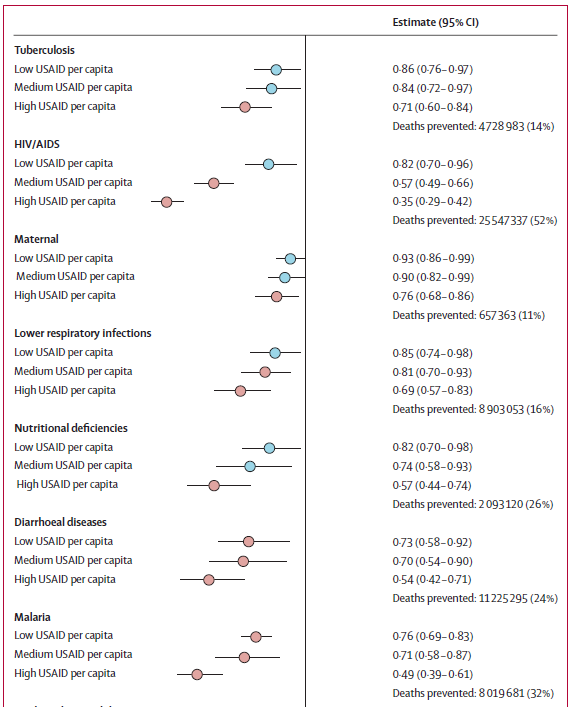 Estimate (95% CI)
Tuberculosis
Low USAID per capita 0·86 (0·76–0·97)
Medium USAID per capita 0·84 (0·72–0·97)
High USAID per capita 0·71 (0·60–0·84)
Deaths prevented: 4 728 983 (14%)
HIV/AIDS
Low USAID per capita 0·82 (0·70–0·96)
Medium USAID per capita 0·57 (0·49–0·66)
High USAID per capita 0·35 (0·29–0·42)
Deaths prevented: 25 547 337 (52%)
Maternal
Low USAID per capita 0·93 (0·86–0·99)
Medium USAID per capita 0·90 (0·82–0·99)
High USAID per capita 0·76 (0·68–0·86)
Deaths prevented: 657 363 (11%)
Lower respiratory infections
Low USAID per capita 0·85 (0·74–0·98)
Medium USAID per capita 0·81 (0·70–0·93)
High USAID per capita 0·69 (0·57–0·83)
Deaths prevented: 8 903 053 (16%)
Nutritional deficiencies
Low USAID per capita 0·82 (0·70–0·98)
Medium USAID per capita 0·74 (0·58–0·93)
High USAID per capita 0·57 (0·44–0·74)
Deaths prevented: 2 093 120 (26%)
Diarrhoeal diseases
Low USAID per capita 0·73 (0·58–0·92)
Medium USAID per capita 0·70 (0·54–0·90)
High USAID per capita 0·54 (0·42–0·71)
Deaths prevented: 11 225 295 (24%)
Malaria
Low USAID per capita 0·76 (0·69–0·83)
Medium USAID per capita 0·71 (0·58–0·87)
High USAID per capita 0·49 (0·39–0·61)
Deaths prevented: 8 019 681 (32%)